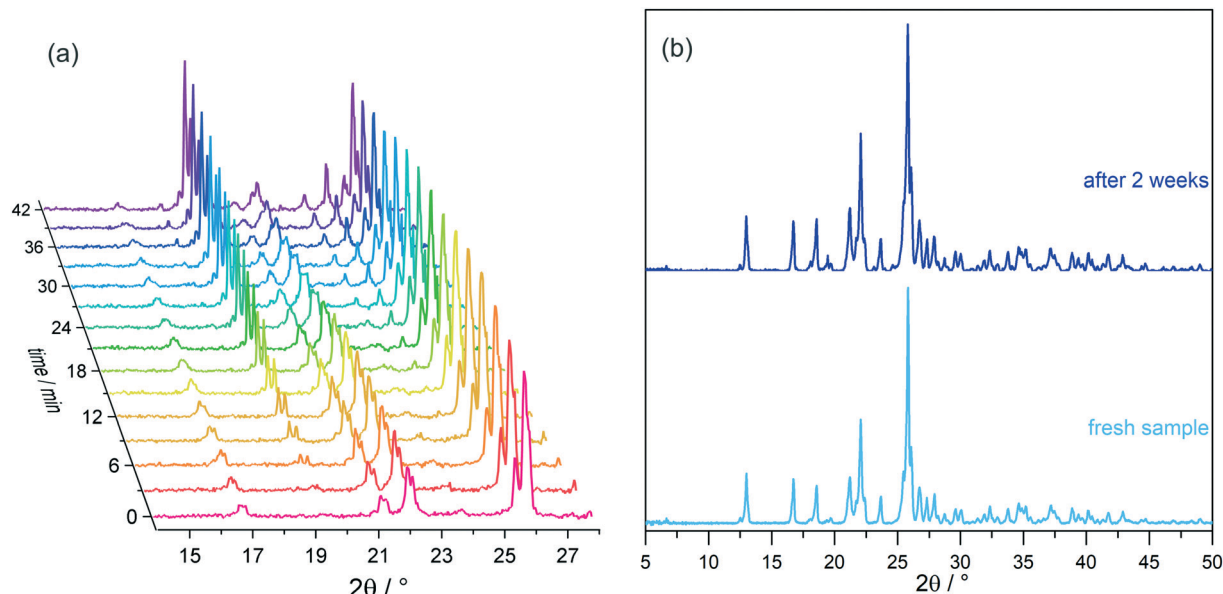 (a)
42
36
30
24
18
12
6
0
time / min
15 17 19 21 23 25 27
2θ / °
(b)
after 2 weeks
fresh sample
5 10 15 20 25 30 35 40 45 50
2θ / °